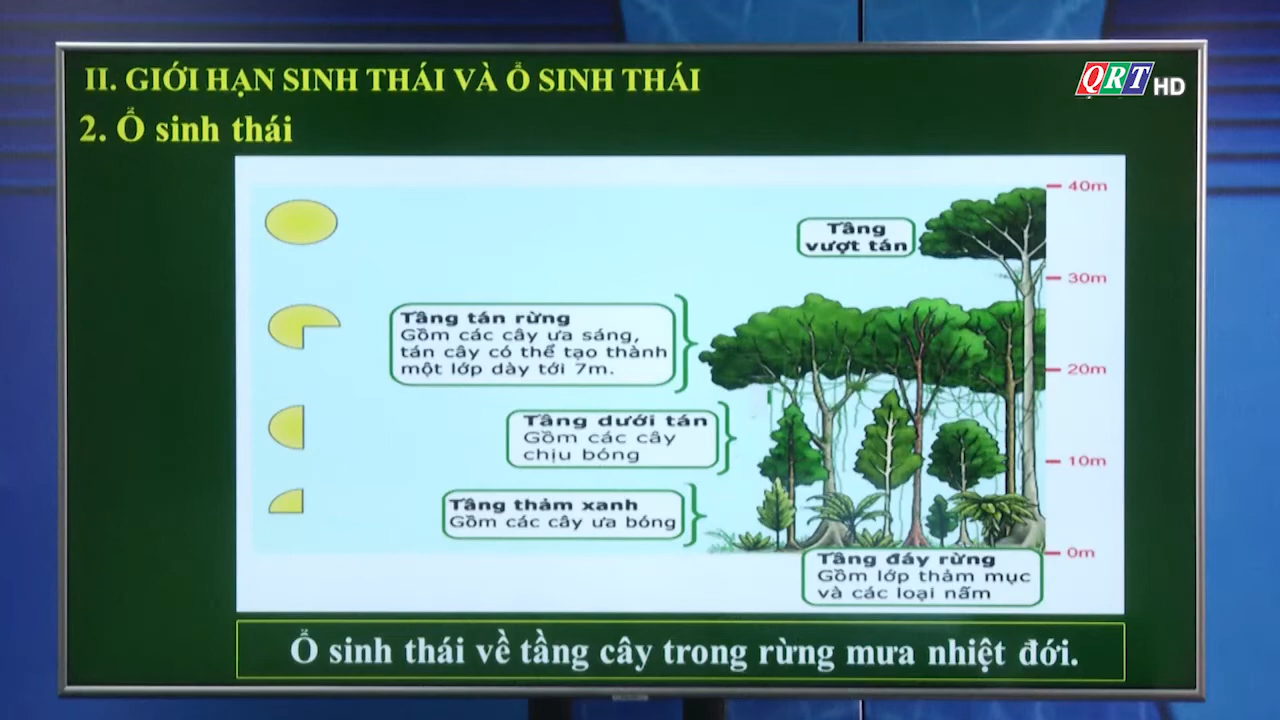 II. GIỚI HẠN SINH THÁI VÀ Ổ SINH THÁI
QRT HD
2. Ổ sinh thái
40m
Tầng
vượt tán
30m
Tầng tán rừng
Gồm các cây ưa sáng,
tán cây có thể tạo thành
một lớp dày tới 7m.
20m
Tầng dưới tán
Gồm các cây
chịu bóng
10m
Tầng thảm xanh
Gồm các cây ưa bóng
0m
Tầng đáy rừng
Gồm lớp thảm mục
và các loại nấm
Ổ sinh thái về tầng cây trong rừng mưa nhiệt đới.